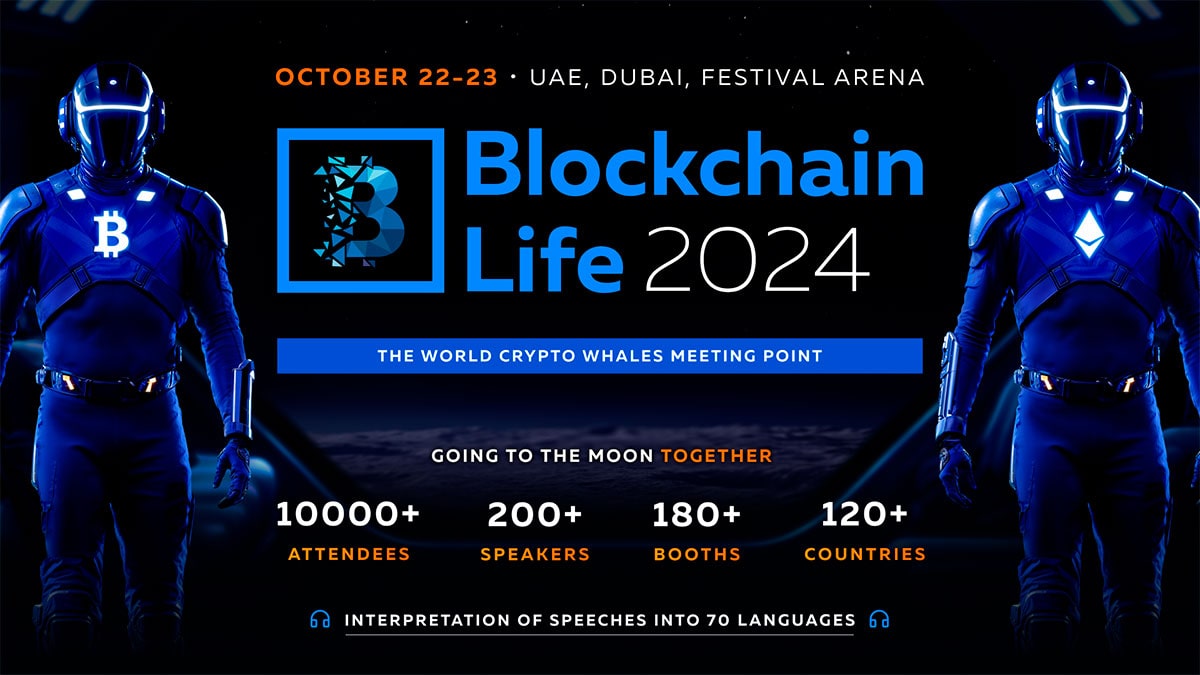 OCTOBER 22-23 • UAE, DUBAI, FESTIVAL ARENA
Blockchain
Life 2024
THE WORLD CRYPTO WHALES MEETING POINT
GOING TO THE MOON TOGETHER
10000+ 200+ 180+ 120+
ATTENDEES SPEAKERS BOOTHS COUNTRIES
INTERPRETATION OF SPEECHES INTO 70 LANGUAGES